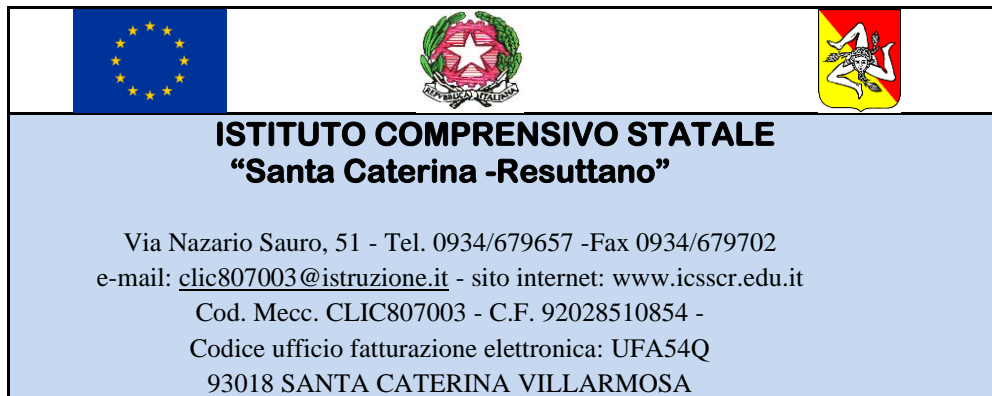 REPVBBLICA ITALIANA
ISTITUTO COMPRENSIVO STATALE
“Santa Caterina -Resuttano”
Via Nazario Sauro, 51 - Tel. 0934/679657 -Fax 0934/679702
e-mail: clic807003@istruzione.it - sito internet: www.icsscr.edu.it
Cod. Mecc. CLIC807003 - C.F. 92028510854 -
Codice ufficio fatturazione elettronica: UFA54Q
93018 SANTA CATERINA VILLARMOSA